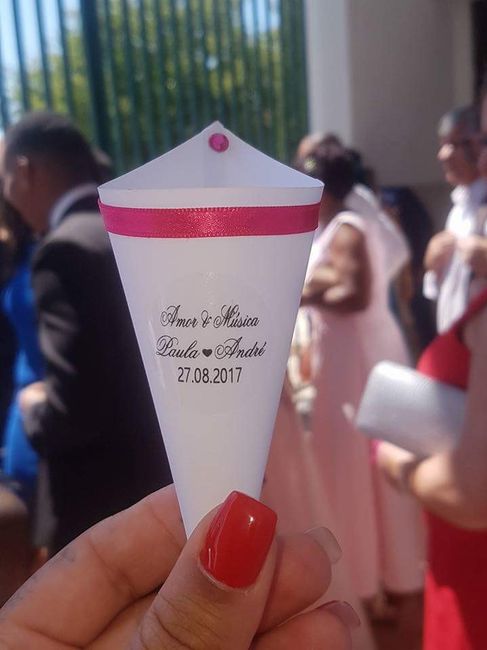 Amor & Música
Paula ♥ André
27.08.2017